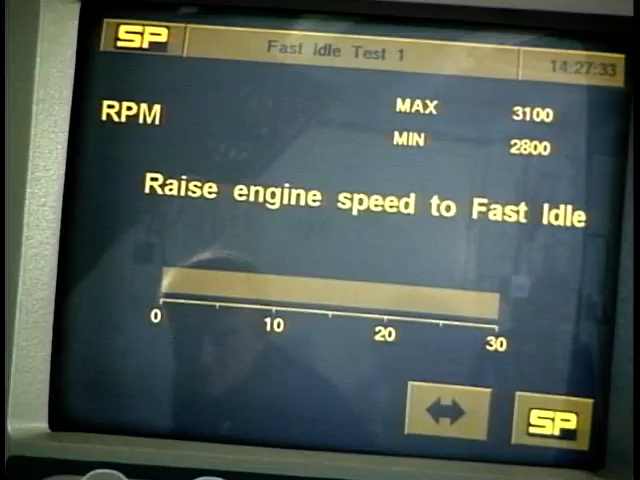 SP Fast Idle Test 1 14:27:33
RPM MAX 3100
MIN 2800
Raise engine speed to Fast Idle
0 10 20 30
SP